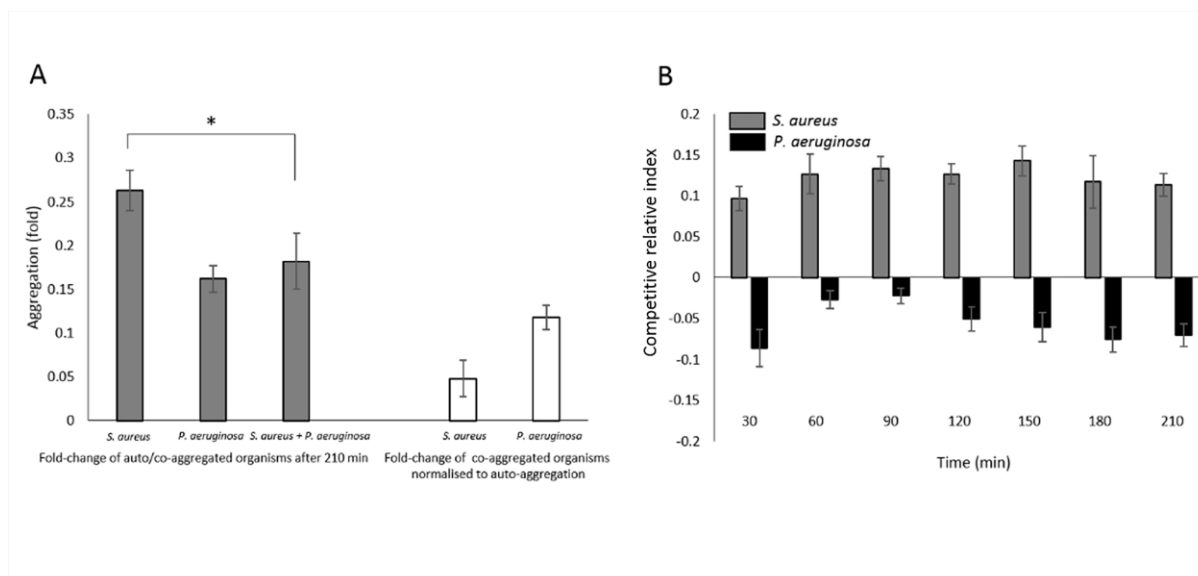 A
0.35
0.3
0.25
0.2
0.15
0.1
0.05
0
Aggregation (fold)
*
S. aureus
P. aeruginosa
S. aureus + P. aeruginosa
Fold-change of auto/co-aggregated organisms after 210 min
S. aureus
P. aeruginosa
Fold-change of co-aggregated organisms
normalised to auto-aggregation
B
0.2
0.15
0.1
0.05
0
-0.05
-0.1
-0.15
-0.2
Competitive relative index
S. aureus
P. aeruginosa
30 60 90 120 150 180 210
Time (min)